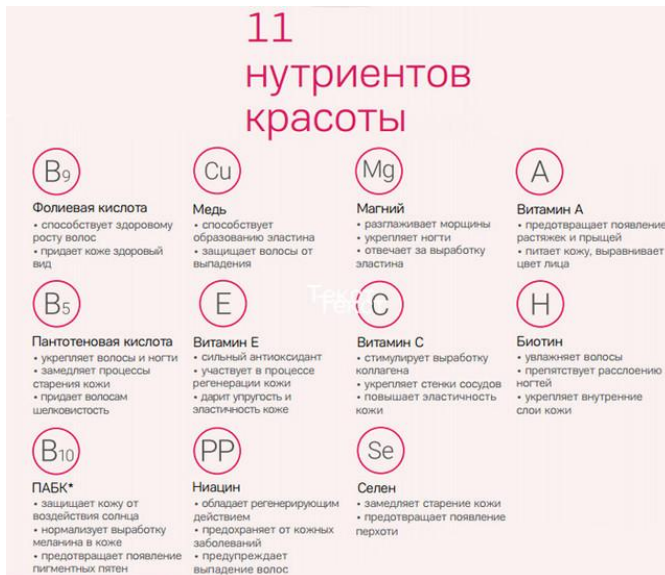 11
нутриентов
красоты
B9
Фолиевая кислота
• способствует здоровому
росту волос
• придает коже здоровый
вид
Cu
Медь
• способствует
образованию эластина
• защищает волосы от
выпадения
Mg
Магний
• разглаживает морщины
• укрепляет ногти
• отвечает за выработку
эластина
A
Витамин А
• предотвращает появление
растяжек и прыщей
• питает кожу, выравнивает
цвет лица
B5
Пантотеновая кислота
• укрепляет волосы и ногти
• замедляет процессы
старения кожи
• придает волосам
шелковистость
E
Витамин Е
• сильный антиоксидант
• участвует в процессе
регенерации кожи
• дарит упругость и
эластичность коже
C
Витамин С
• стимулирует выработку
коллагена
• укрепляет стенки сосудов
• повышает эластичность
кожи
H
Биотин
• увлажняет волосы
• препятствует расслоению
ногтей
• укрепляет внутренние
слои кожи
B10
ПАБК*
• защищает кожу от
воздействия солнца
• нормализует выработку
меланина в коже
• предотвращает появление
пигментных пятен
PP
Ниацин
• обладает регенерирующим
действием
• предохраняет от кожных
заболеваний
• предупреждает
выпадение волос
Se
Селен
• замедляет старение кожи
• предотвращает появление
перхоти